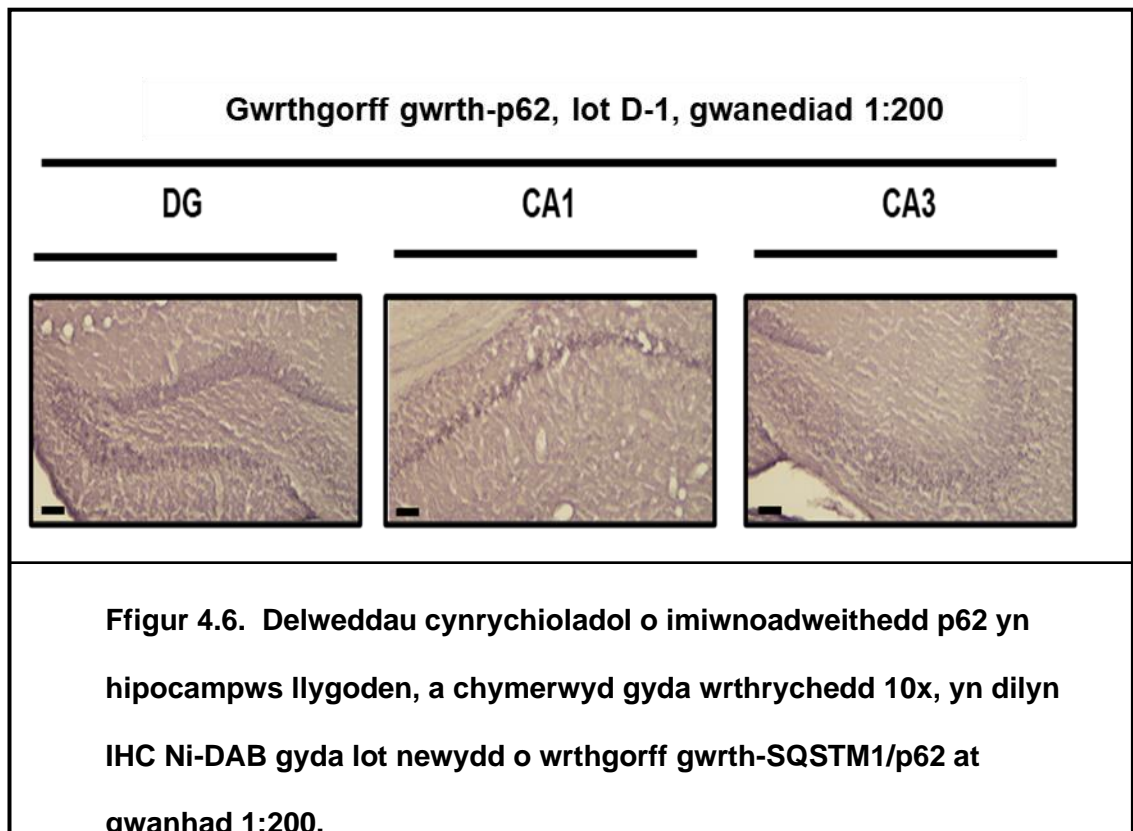 Gwrthgorff gwrth-p62, lot D-1, gwanediad 1:200
DG CA1 CA3
Ffigur 4.6. Delweddau cynrychioladol o imiwnoadweithedd p62 yn
hipocampws llygoden, a chymerwyd gyda wrthrychedd 10x, yn dilyn
IHC Ni-DAB gyda lot newydd o wrthgorff gwrth-SQSTM1/p62 at
gwanhad 1:200.